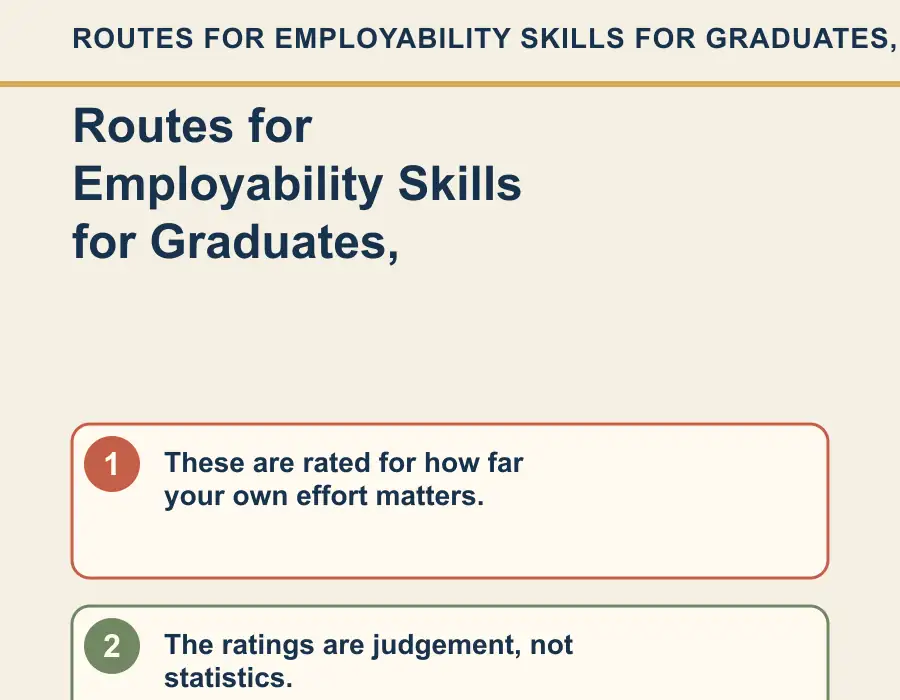 ROUTES FOR EMPLOYABILITY SKILLS FOR GRADUATES,
Routes for
Employability Skills
for Graduates,
1
These are rated for how far
your own effort matters.
2
The ratings are judgement, not
statistics.